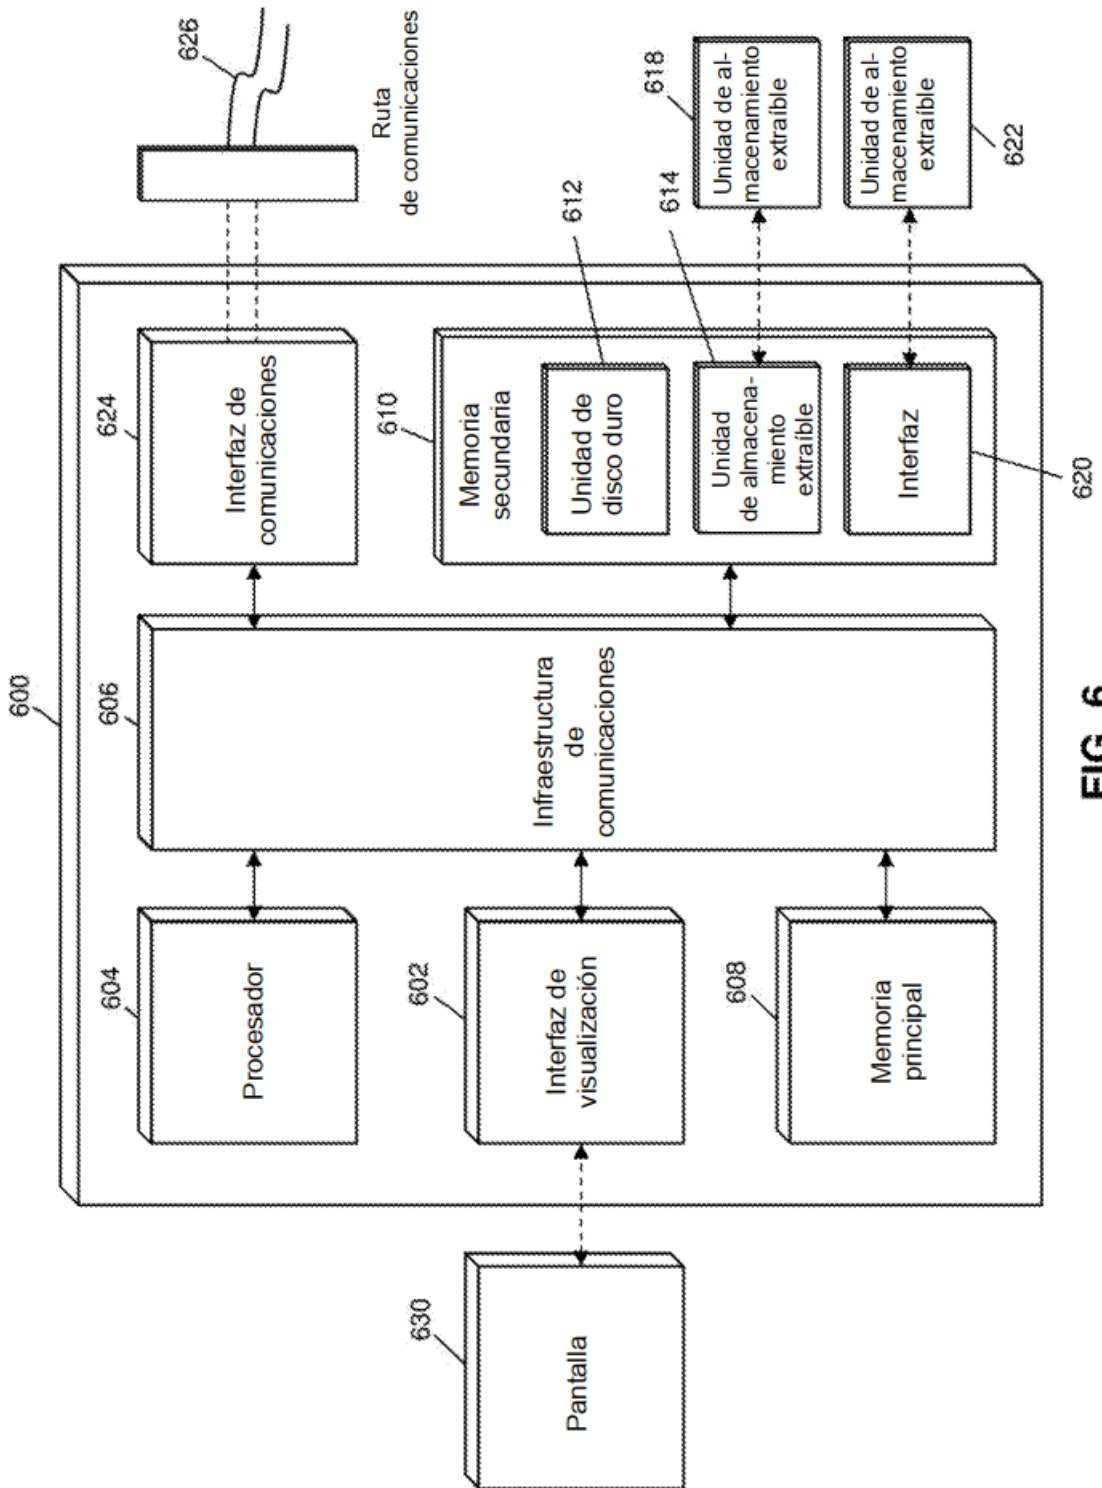 600
604
Procesador
606
Infraestructura
de
comunicaciones
624
Interfaz de
comunicaciones
626
Ruta
de comunicaciones
630
Pantalla
602
Interfaz de
visualización
608
Memoria
principal
610
Memoria
secundaria
612
Unidad de
disco duro
614
Unidad
de almacena-
miento
extraíble
618
Unidad de al-
macenamiento
extraíble
620
Interfaz
622
Unidad de al-
macenamiento
extraíble
FIG. 6